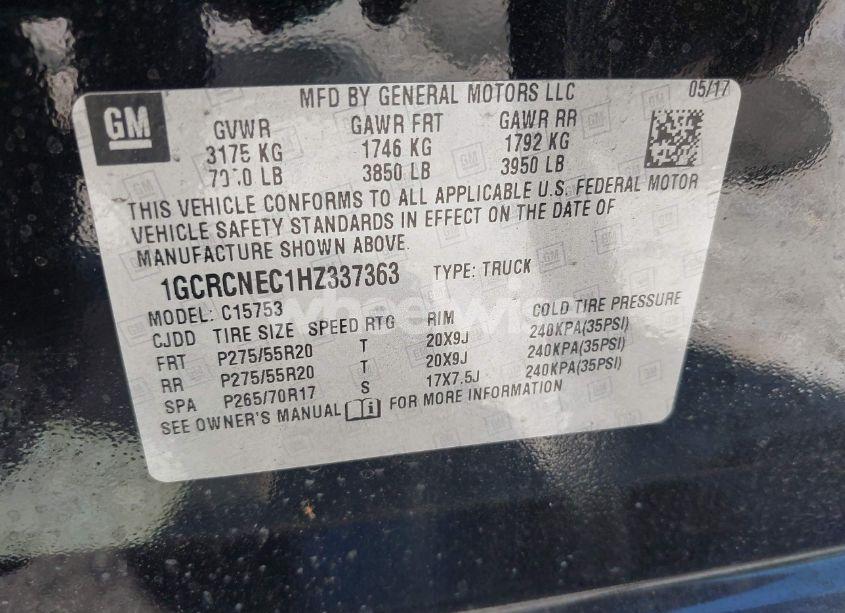 GM
MFD BY GENERAL MOTORS LLC 05/17
GVWR GAWR FRT GAWR RR
3175 KG 1746 KG 1792 KG
LB 3850 LB 3950 LB
THIS VEHICLE CONFORMS TO ALL APPLICABLE U.S. FEDERAL MOTOR
VEHICLE SAFETY STANDARDS IN EFFECT ON THE DATE OF
MANUFACTURE SHOWN ABOVE.
1GCRCNEC1HZ337363 TYPE: TRUCK
MODEL: C15753
CJDD TIRE SIZE SPEED RTG RIM COLD TIRE PRESSURE
FRT P275/55R20 T 20X9J 240KPA(35PSI)
RR P275/55R20 T 20X9J 240KPA(35PSI)
SPA P265/70R17 S 17X7.5J 240KPA(35PSI)
SEE OWNER'S MANUAL FOR MORE INFORMATION